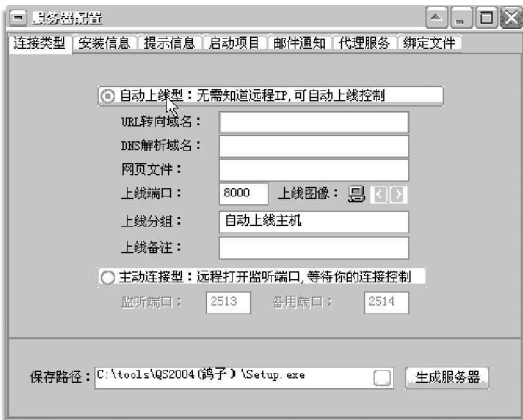 服务器配置
连接类型 安装信息 提示信息 启动项目 邮件通知 代理服务 绑定文件
自动上线型：无需知道远程IP,可自动上线控制
URL转向域名：
DNS解析域名：
网页文件：
上线端口： 8000 上线图像：
上线分组： 自动上线主机
上线备注：
主动连接型：远程打开监听端口,等待你的连接控制
监听端口： 2513 备用端口： 2514
保存路径： C:\tools\QS2004(鸽子)\Setup.exe 生成服务器